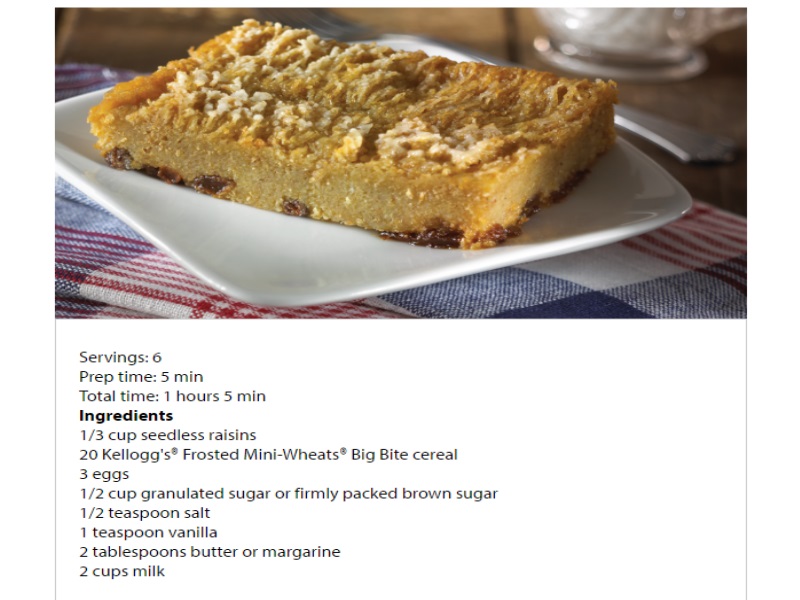 Servings: 6
Prep time: 5 min
Total time: 1 hours 5 min
Ingredients
1/3 cup seedless raisins
20 Kellogg's® Frosted Mini-Wheats® Big Bite cereal
3 eggs
1/2 cup granulated sugar or firmly packed brown sugar
1/2 teaspoon salt
1 teaspoon vanilla
2 tablespoons butter or margarine
2 cups milk